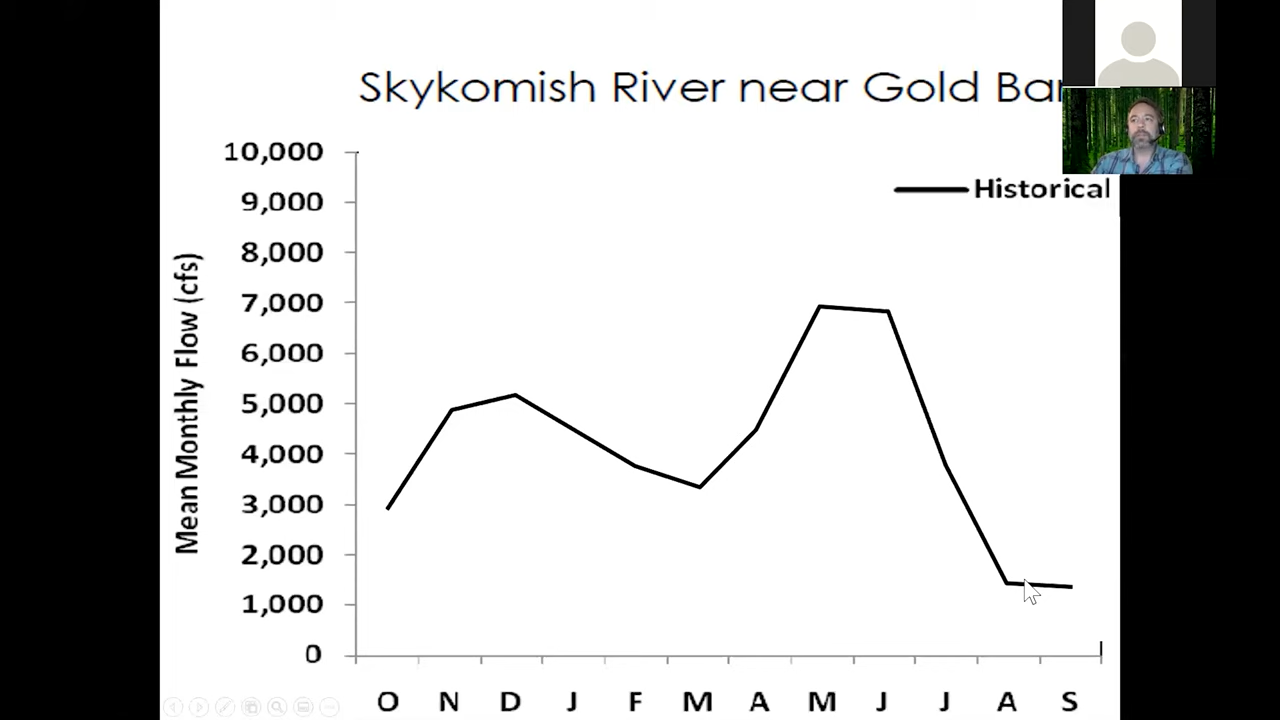 Skykomish River near Gold Bar
10,000
9,000
8,000
7,000
6,000
5,000
4,000
3,000
2,000
1,000
0
Mean Monthly Flow (cfs)
Historical
O N D J F M A M J J A S